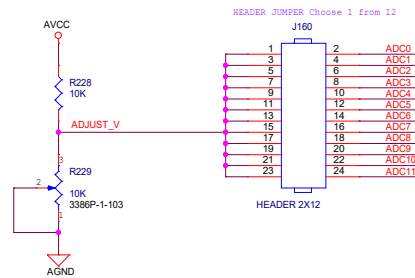 HEADER JUMPER Choose 1 from 12
AVCC
J160
1 2 ADC0
3 4 ADC1
5 6 ADC2
7 8 ADC3
9 10 ADC4
11 12 ADC5
13 14 ADC6
15 16 ADC7
17 18 ADC8
19 20 ADC9
21 22 ADC10
23 24 ADC11
HEADER 2X12
R228
10K
ADJUST_V
3
R229
2
10K
3386P-1-103
1
AGND